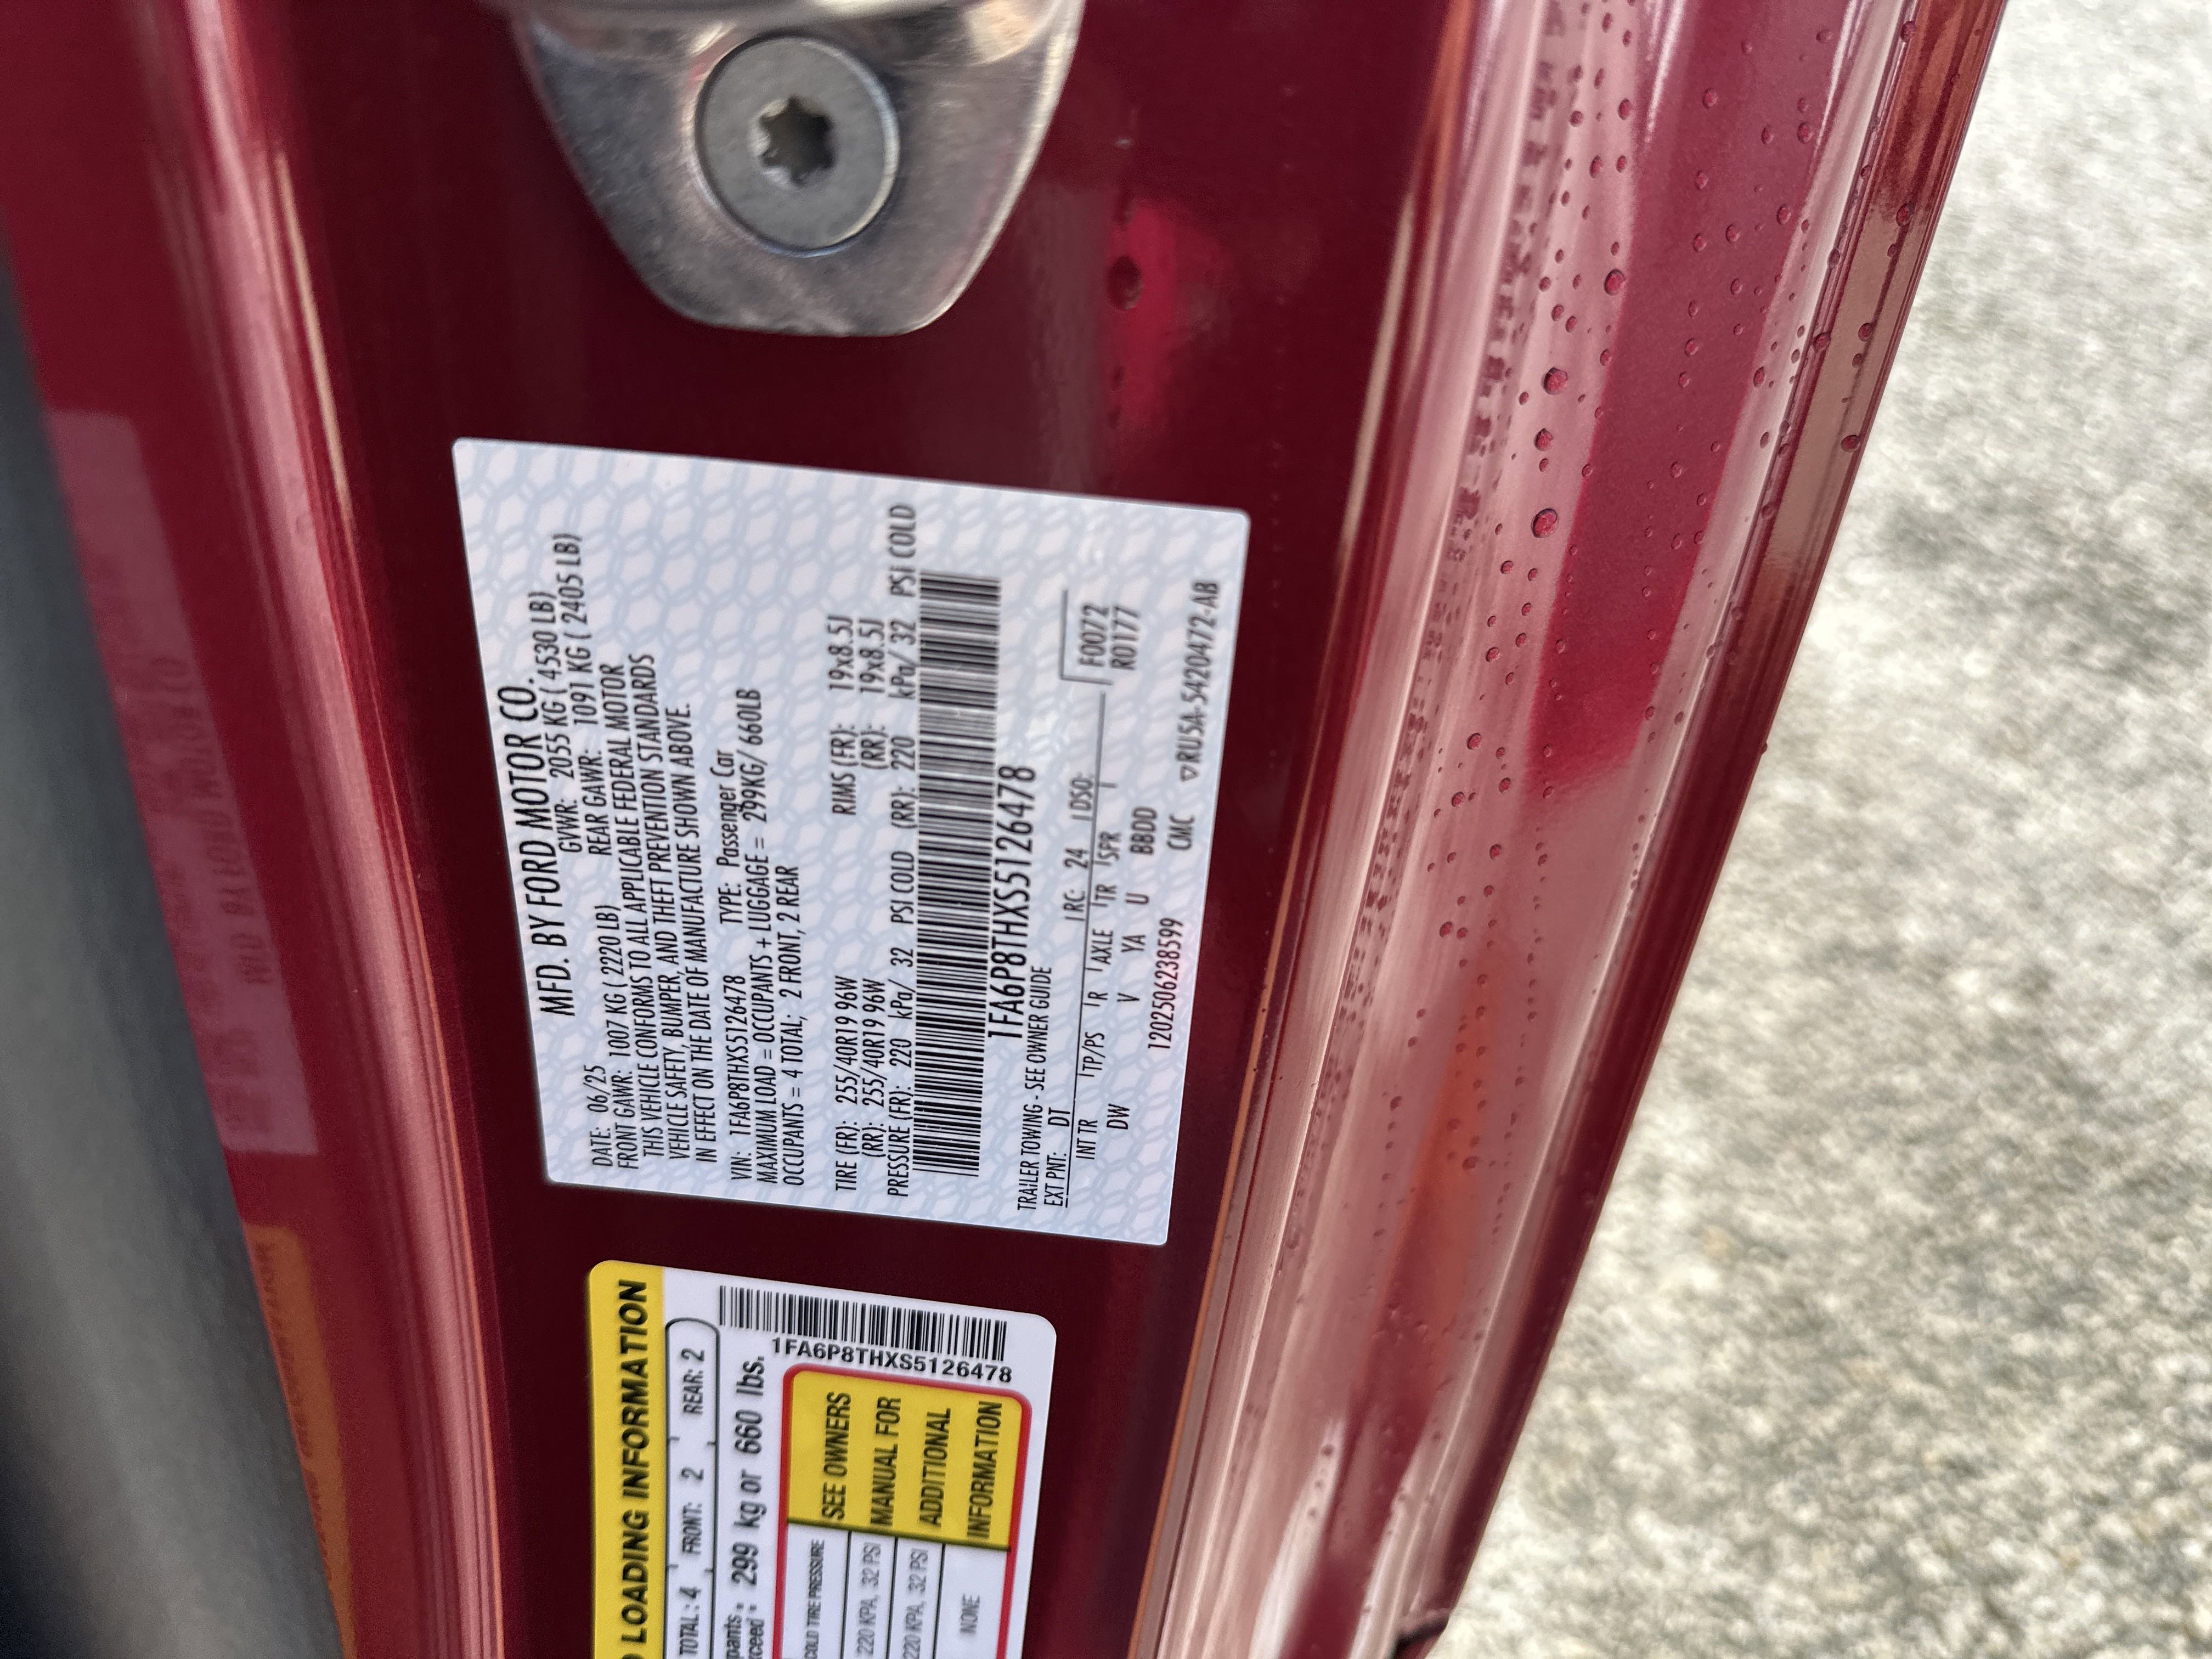 MFD. BY FORD MOTOR CO.
DATE: 06/25 GVWR: 2055 KG ( 4530 LB)
FRONT GAWR: 1007 KG ( 2220 LB) REAR GAWR: 1091 KG ( 2405 LB)
THIS VEHICLE CONFORMS TO ALL APPLICABLE FEDERAL MOTOR
VEHICLE SAFETY, BUMPER, AND THEFT PREVENTION STANDARDS
IN EFFECT ON THE DATE OF MANUFACTURE SHOWN ABOVE.
VIN: 1FA6P8THXS5126478 TYPE: Passenger Car
MAXIMUM LOAD = OCCUPANTS + LUGGAGE = 299KG/ 660LB
OCCUPANTS = 4 TOTAL; 2 FRONT, 2 REAR
TIRE (FR): 255/40R19 96W RIMS (FR): 19x8.5J
(RR): 255/40R19 96W (RR): 19x8.5J
PRESSURE (FR): 220 kPa/ 32 PSI COLD (RR): 220 kPa/ 32 PSi COLD
1FA6P8THXS5126478
TRAILER TOWING - SEE OWNER GUIDE
EXT PNT: DT RC: 24 DSO: F0072
INT TR TP/PS R AXLE TR SPR R0177
DW V YA U BBDD
1202506238599 CMC ▽RU5A-5420472-AB
LOADING INFORMATION
TOTAL : 4 FRONT: 2 REAR: 2
299 kg or 660 lbs.
1FA6P8THXS5126478
COLD TIRE PRESSURE
220 KPA, 32 PSI
220 KPA, 32 PSI
NONE
SEE OWNERS
MANUAL FOR
ADDITIONAL
INFORMATION